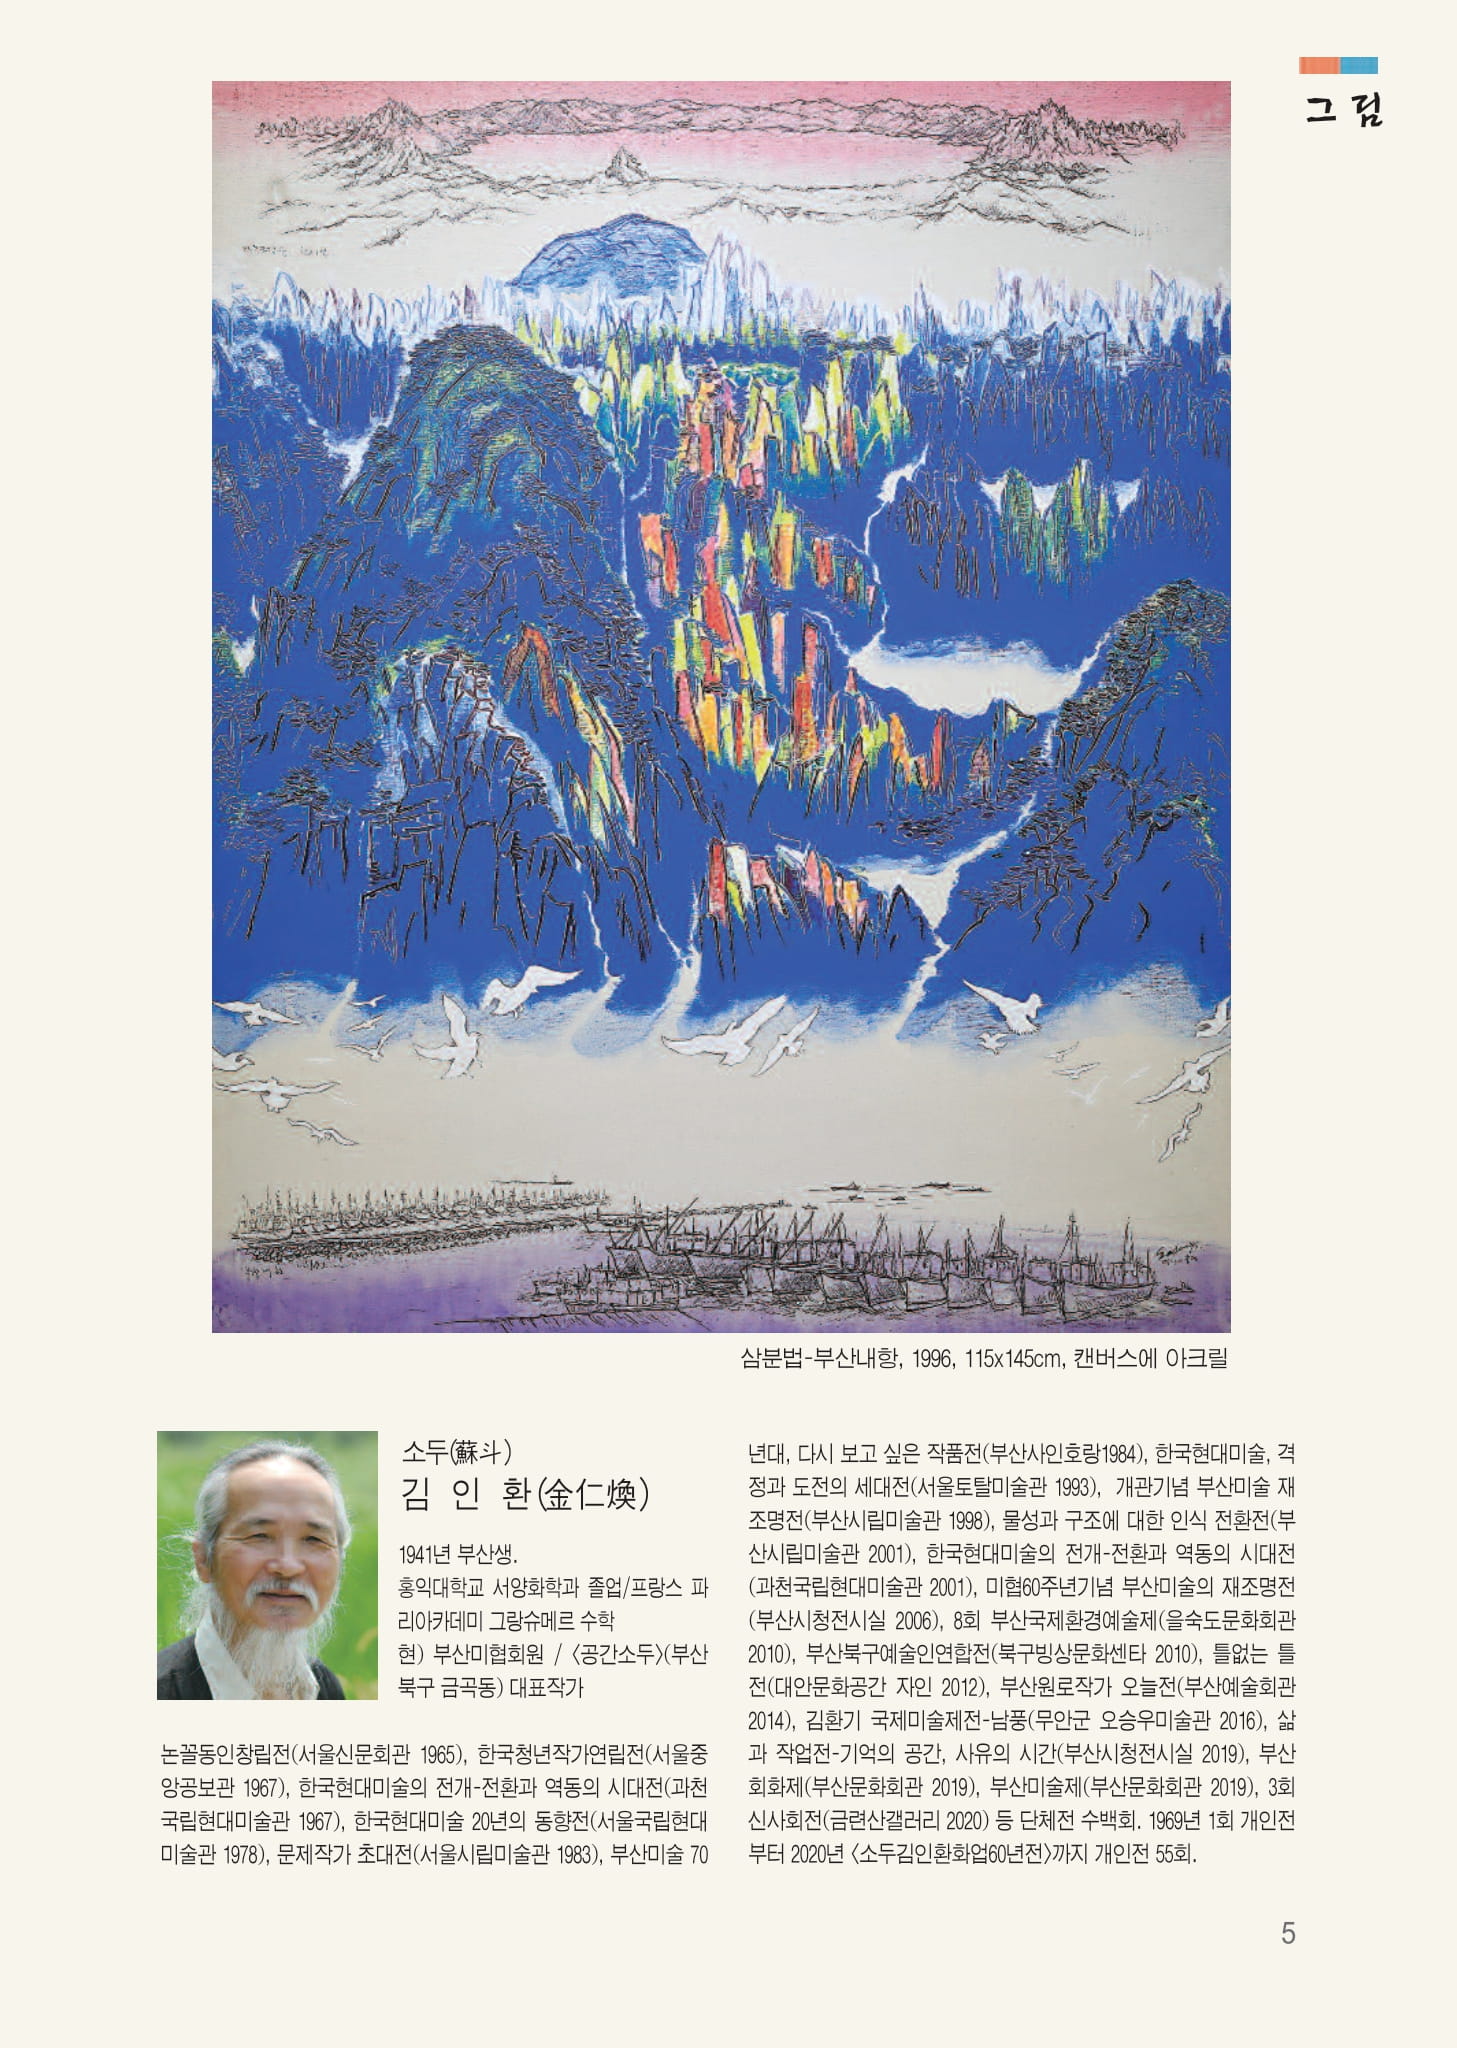 그림
삼분법-부산내항, 1996, 115x145cm, 캔버스에 아크릴
소두(蘇斗)
김 인 환(金仁煥)
1941년 부산생.
홍익대학교 서양화학과 졸업/프랑스 파
리아카데미 그랑슈메르 수학
현) 부산미협회원 / 〈공간소두〉(부산
북구 금곡동) 대표작가
논꼴동인창립전(서울신문회관 1965), 한국청년작가연립전(서울중
앙공보관 1967), 한국현대미술의 전개-전환과 역동의 시대전(과천
국립현대미술관 1967), 한국현대미술 20년의 동향전(서울국립현대
미술관 1978), 문제작가 초대전(서울시립미술관 1983), 부산미술 70
년대, 다시 보고 싶은 작품전(부산사인호랑1984), 한국현대미술, 격
정과 도전의 세대전(서울토탈미술관 1993), 개관기념 부산미술 재
조명전(부산시립미술관 1998), 물성과 구조에 대한 인식 전환전(부
산시립미술관 2001), 한국현대미술의 전개-전환과 역동의 시대전
(과천국립현대미술관 2001), 미협60주년기념 부산미술의 재조명전
(부산시청전시실 2006), 8회 부산국제환경예술제(을숙도문화회관
2010), 부산북구예술인연합전(북구빙상문화센타 2010), 틀없는 틀
전(대안문화공간 자인 2012), 부산원로작가 오늘전(부산예술회관
2014), 김환기 국제미술제전-남풍(무안군 오승우미술관 2016), 삶
과 작업전-기억의 공간, 사유의 시간(부산시청전시실 2019), 부산
회화제(부산문화회관 2019), 부산미술제(부산문화회관 2019), 3회
신사회전(금련산갤러리 2020) 등 단체전 수백회. 1969년 1회 개인전
부터 2020년 〈소두김인환화업60년전〉까지 개인전 55회.
5